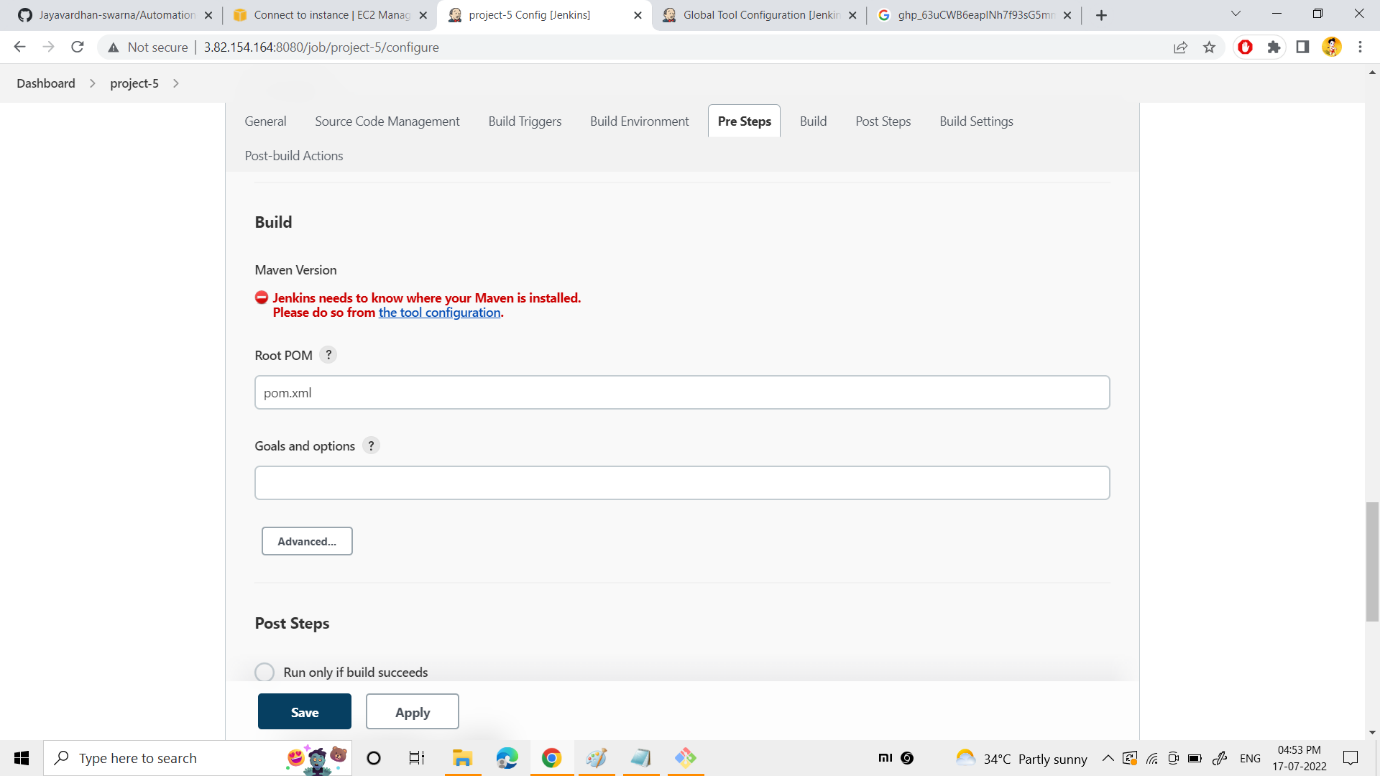 Jayavardhan-swarna/Automation
Connect to instance | EC2 Manag
project-5 Config [Jenkins]
Global Tool Configuration [Jenkin
ghp_63uCWB6eapINh7f93sG5mn
Not secure
3.82.154.164:8080/job/project-5/configure
Dashboard
project-5
General
Source Code Management
Build Triggers
Build Environment
Pre Steps
Build
Post Steps
Build Settings
Post-build Actions
Build
Maven Version
Jenkins needs to know where your Maven is installed.
Please do so from the tool configuration.
Root POM ?
pom.xml
Goals and options ?
Advanced...
Post Steps
Run only if build succeeds
Save
Apply
Type here to search
34°C Partly sunny
ENG
04:53 PM
17-07-2022